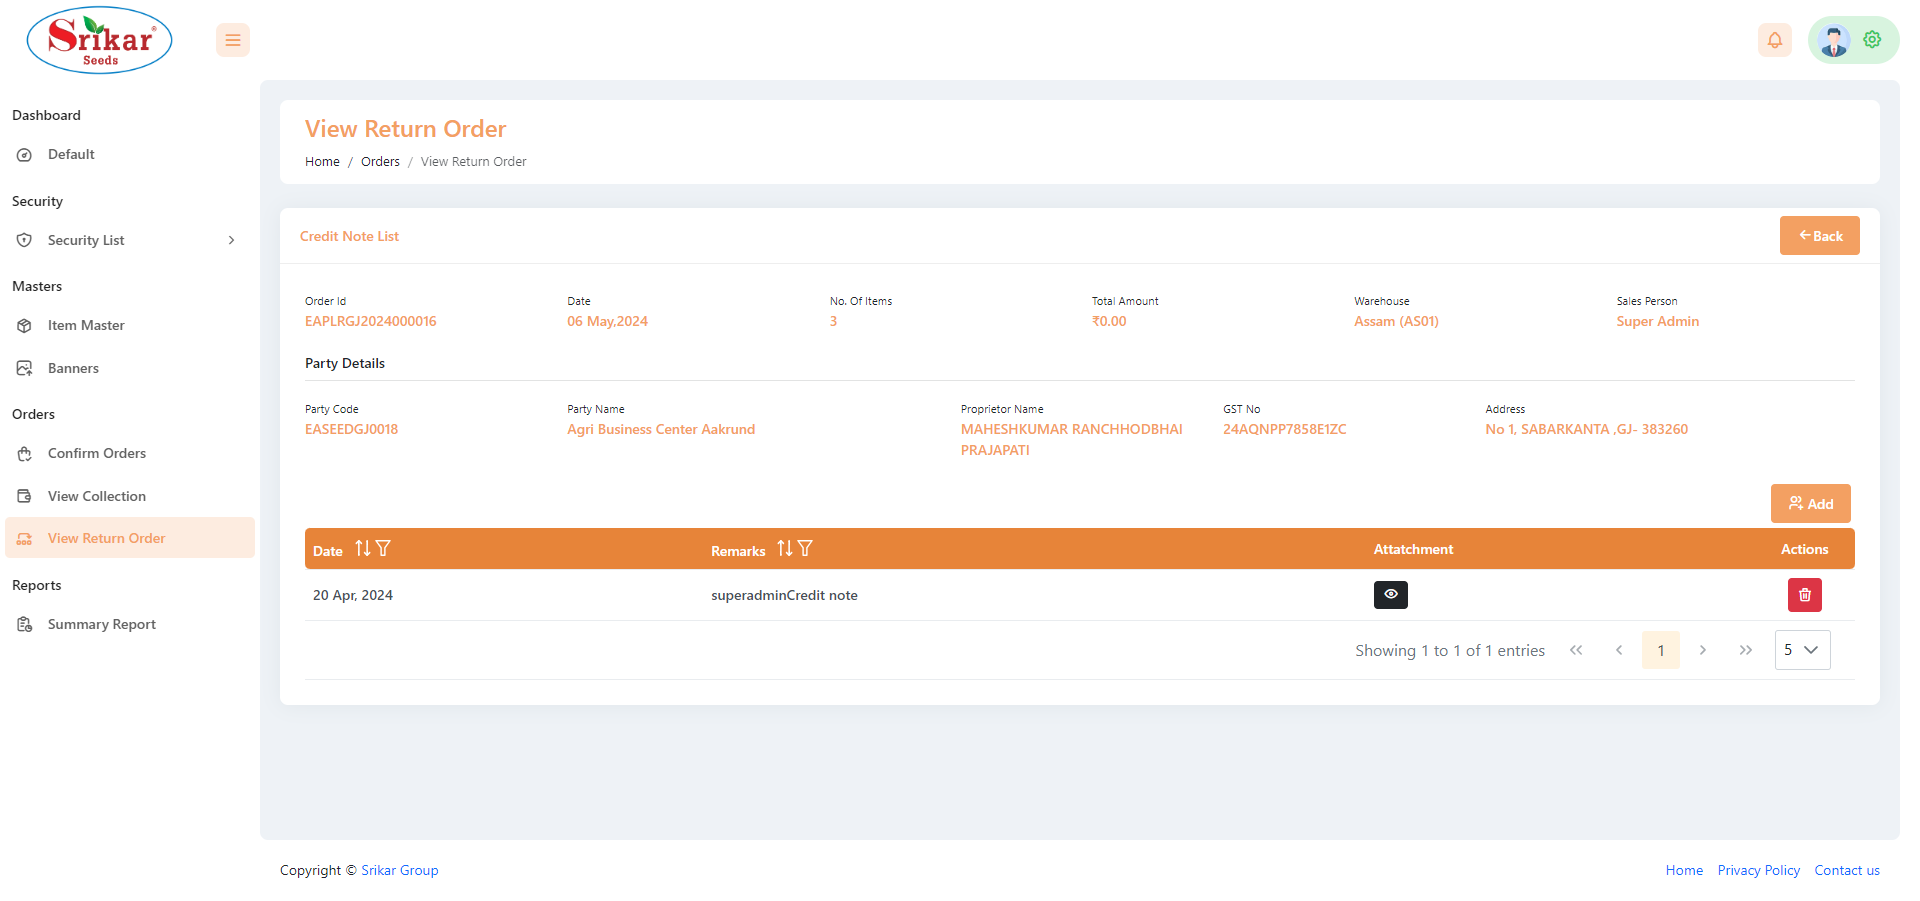 Srikar®
Seeds
Dashboard
Default
Security
Security List
Masters
Item Master
Banners
Orders
Confirm Orders
View Collection
View Return Order
Reports
Summary Report
View Return Order
Home / Orders / View Return Order
Credit Note List
Back
Order Id Date No. Of Items Total Amount Warehouse Sales Person
EAPLRGJ2024000016 06 May,2024 3 ₹0.00 Assam (AS01) Super Admin
Party Details
Party Code Party Name Proprietor Name GST No Address
EASEEDGJ0018 Agri Business Center Aakrund MAHESHKUMAR RANCHHODBHAI 24AQNPP7858E1ZC No 1, SABARKANTA ,GJ- 383260
PRAJAPATI
Add
Date Remarks Attatchment Actions
20 Apr, 2024 superadminCredit note
Showing 1 to 1 of 1 entries 1 5
Copyright © Srikar Group Home Privacy Policy Contact us